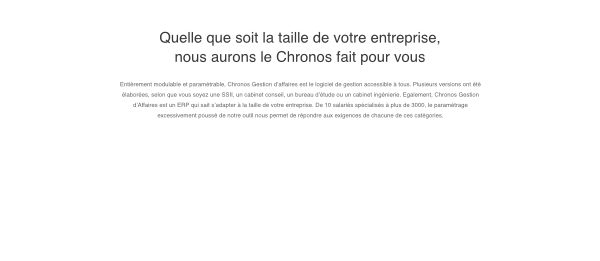 Quelle que soit la taille de votre entreprise,
nous aurons le Chronos fait pour vous
Entièrement modulable et paramétrable, Chronos Gestion d'affaires est le logiciel de gestion accessible à tous. Plusieurs versions ont été
élaborées, selon que vous soyez une SSII, un cabinet conseil, un bureau d'étude ou un cabinet ingénierie. Egalement, Chronos Gestion
d'Affaires est un ERP qui sait s'adapter à la taille de votre entreprise. De 10 salariés spécialisés à plus de 3000, le paramétrage
excessivement poussé de notre outil nous permet de répondre aux exigences de chacune de ces catégories.